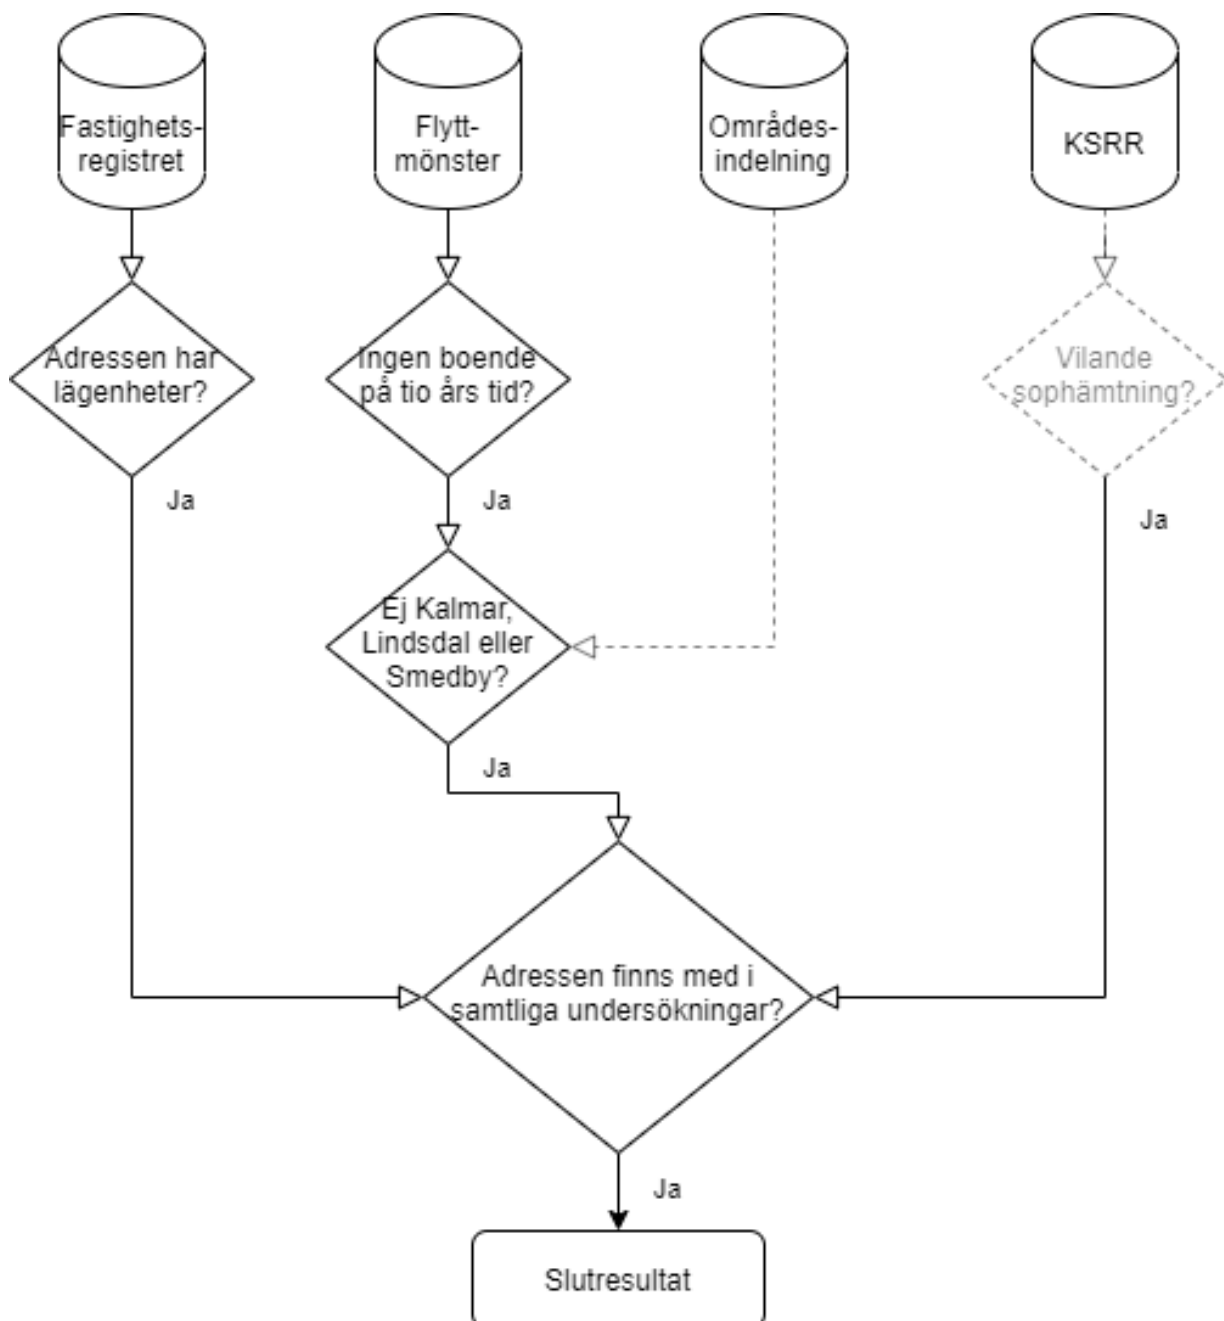 Fastighets-
registret
Flytt-
mönster
Områdes-
indelning
KSRR
Adressen har
lägenheter?
Ingen boende
på tio års tid?
Vilande
sophämtning?
Ja
Ja
Ja
Ej Kalmar,
Lindsdal eller
Smedby?
Ja
Adressen finns med i
samtliga undersökningar?
Ja
Slutresultat